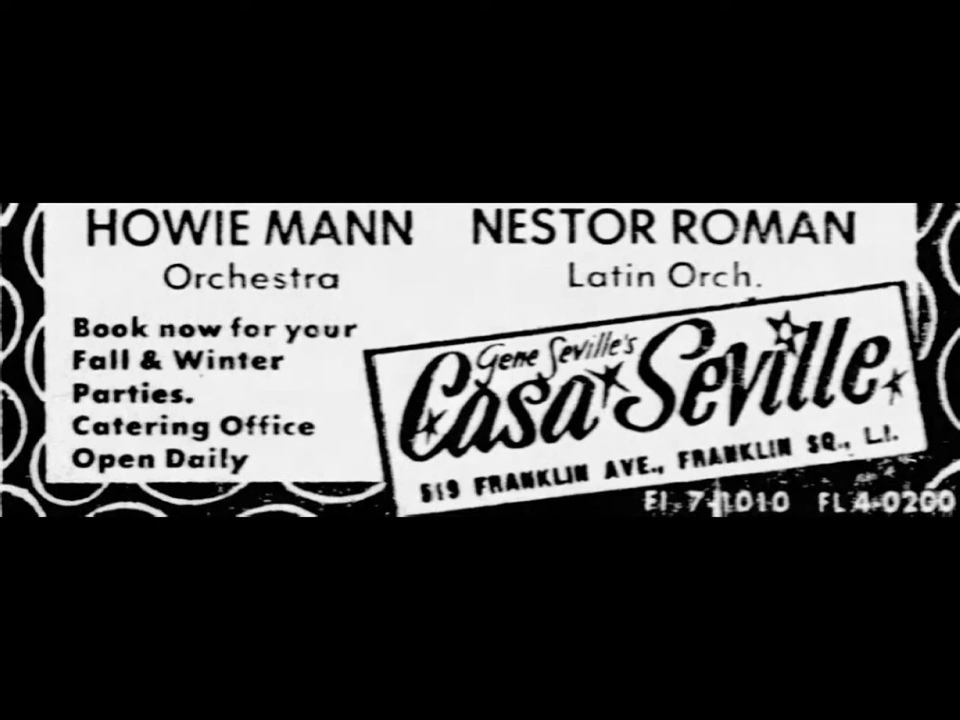 HOWIE MANN
Orchestra
NESTOR ROMAN
Latin Orch.
Book now for your
Fall & Winter
Parties.
Catering Office
Open Daily
Gene Seville's
Casa Seville
519 FRANKLIN AVE., FRANKLIN SQ., L.I.
7-1010 FL 4-0200